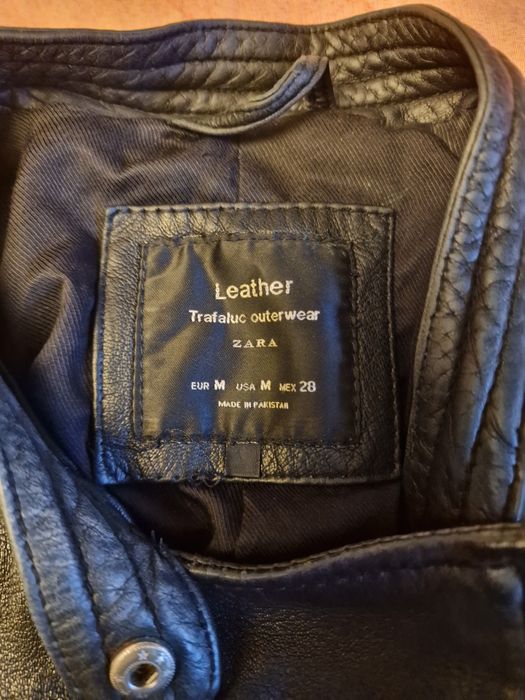 Leather
Trafaluc outerwear
ZARA
EUR M USA M MEX 28
MADE IN PAKISTAN